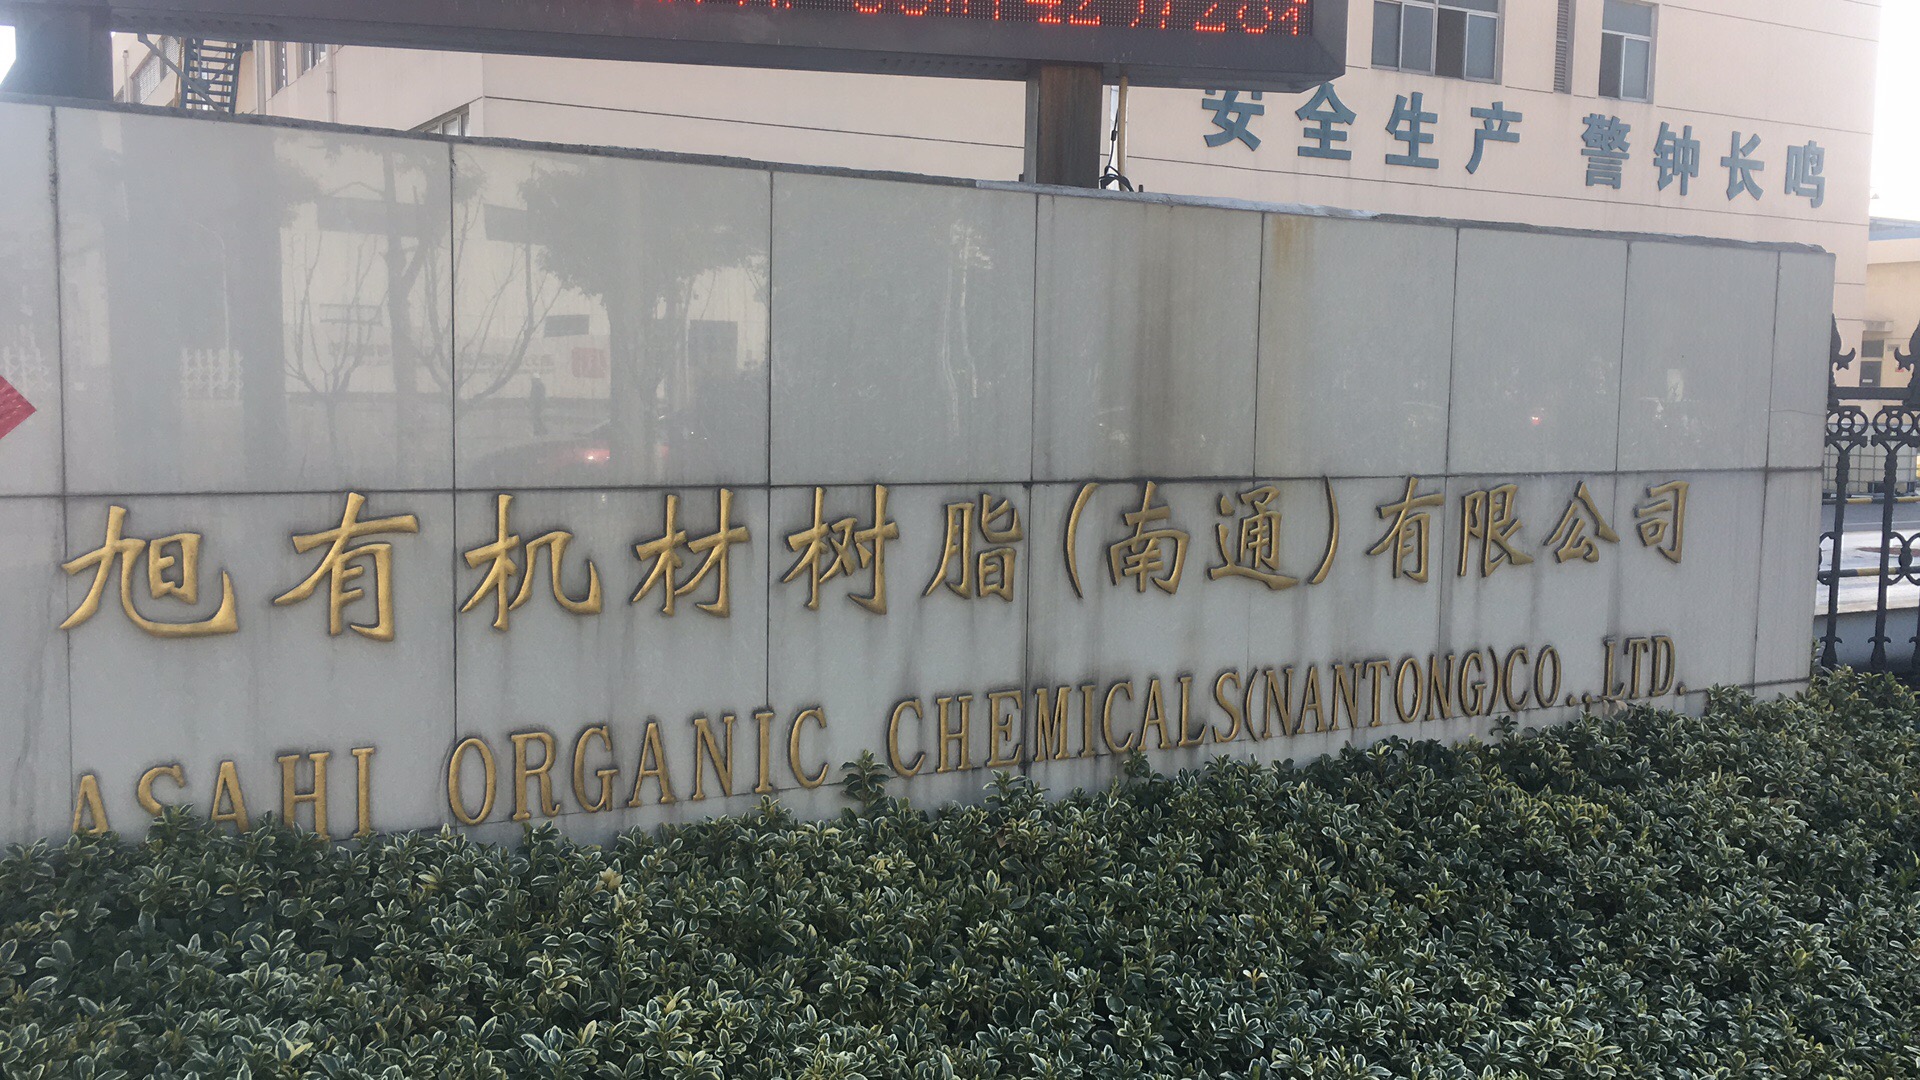 安全生产 警钟长鸣
旭有机材树脂(南通)有限公司
ASAHI ORGANIC CHEMICALS(NANTONG)CO.,LTD.